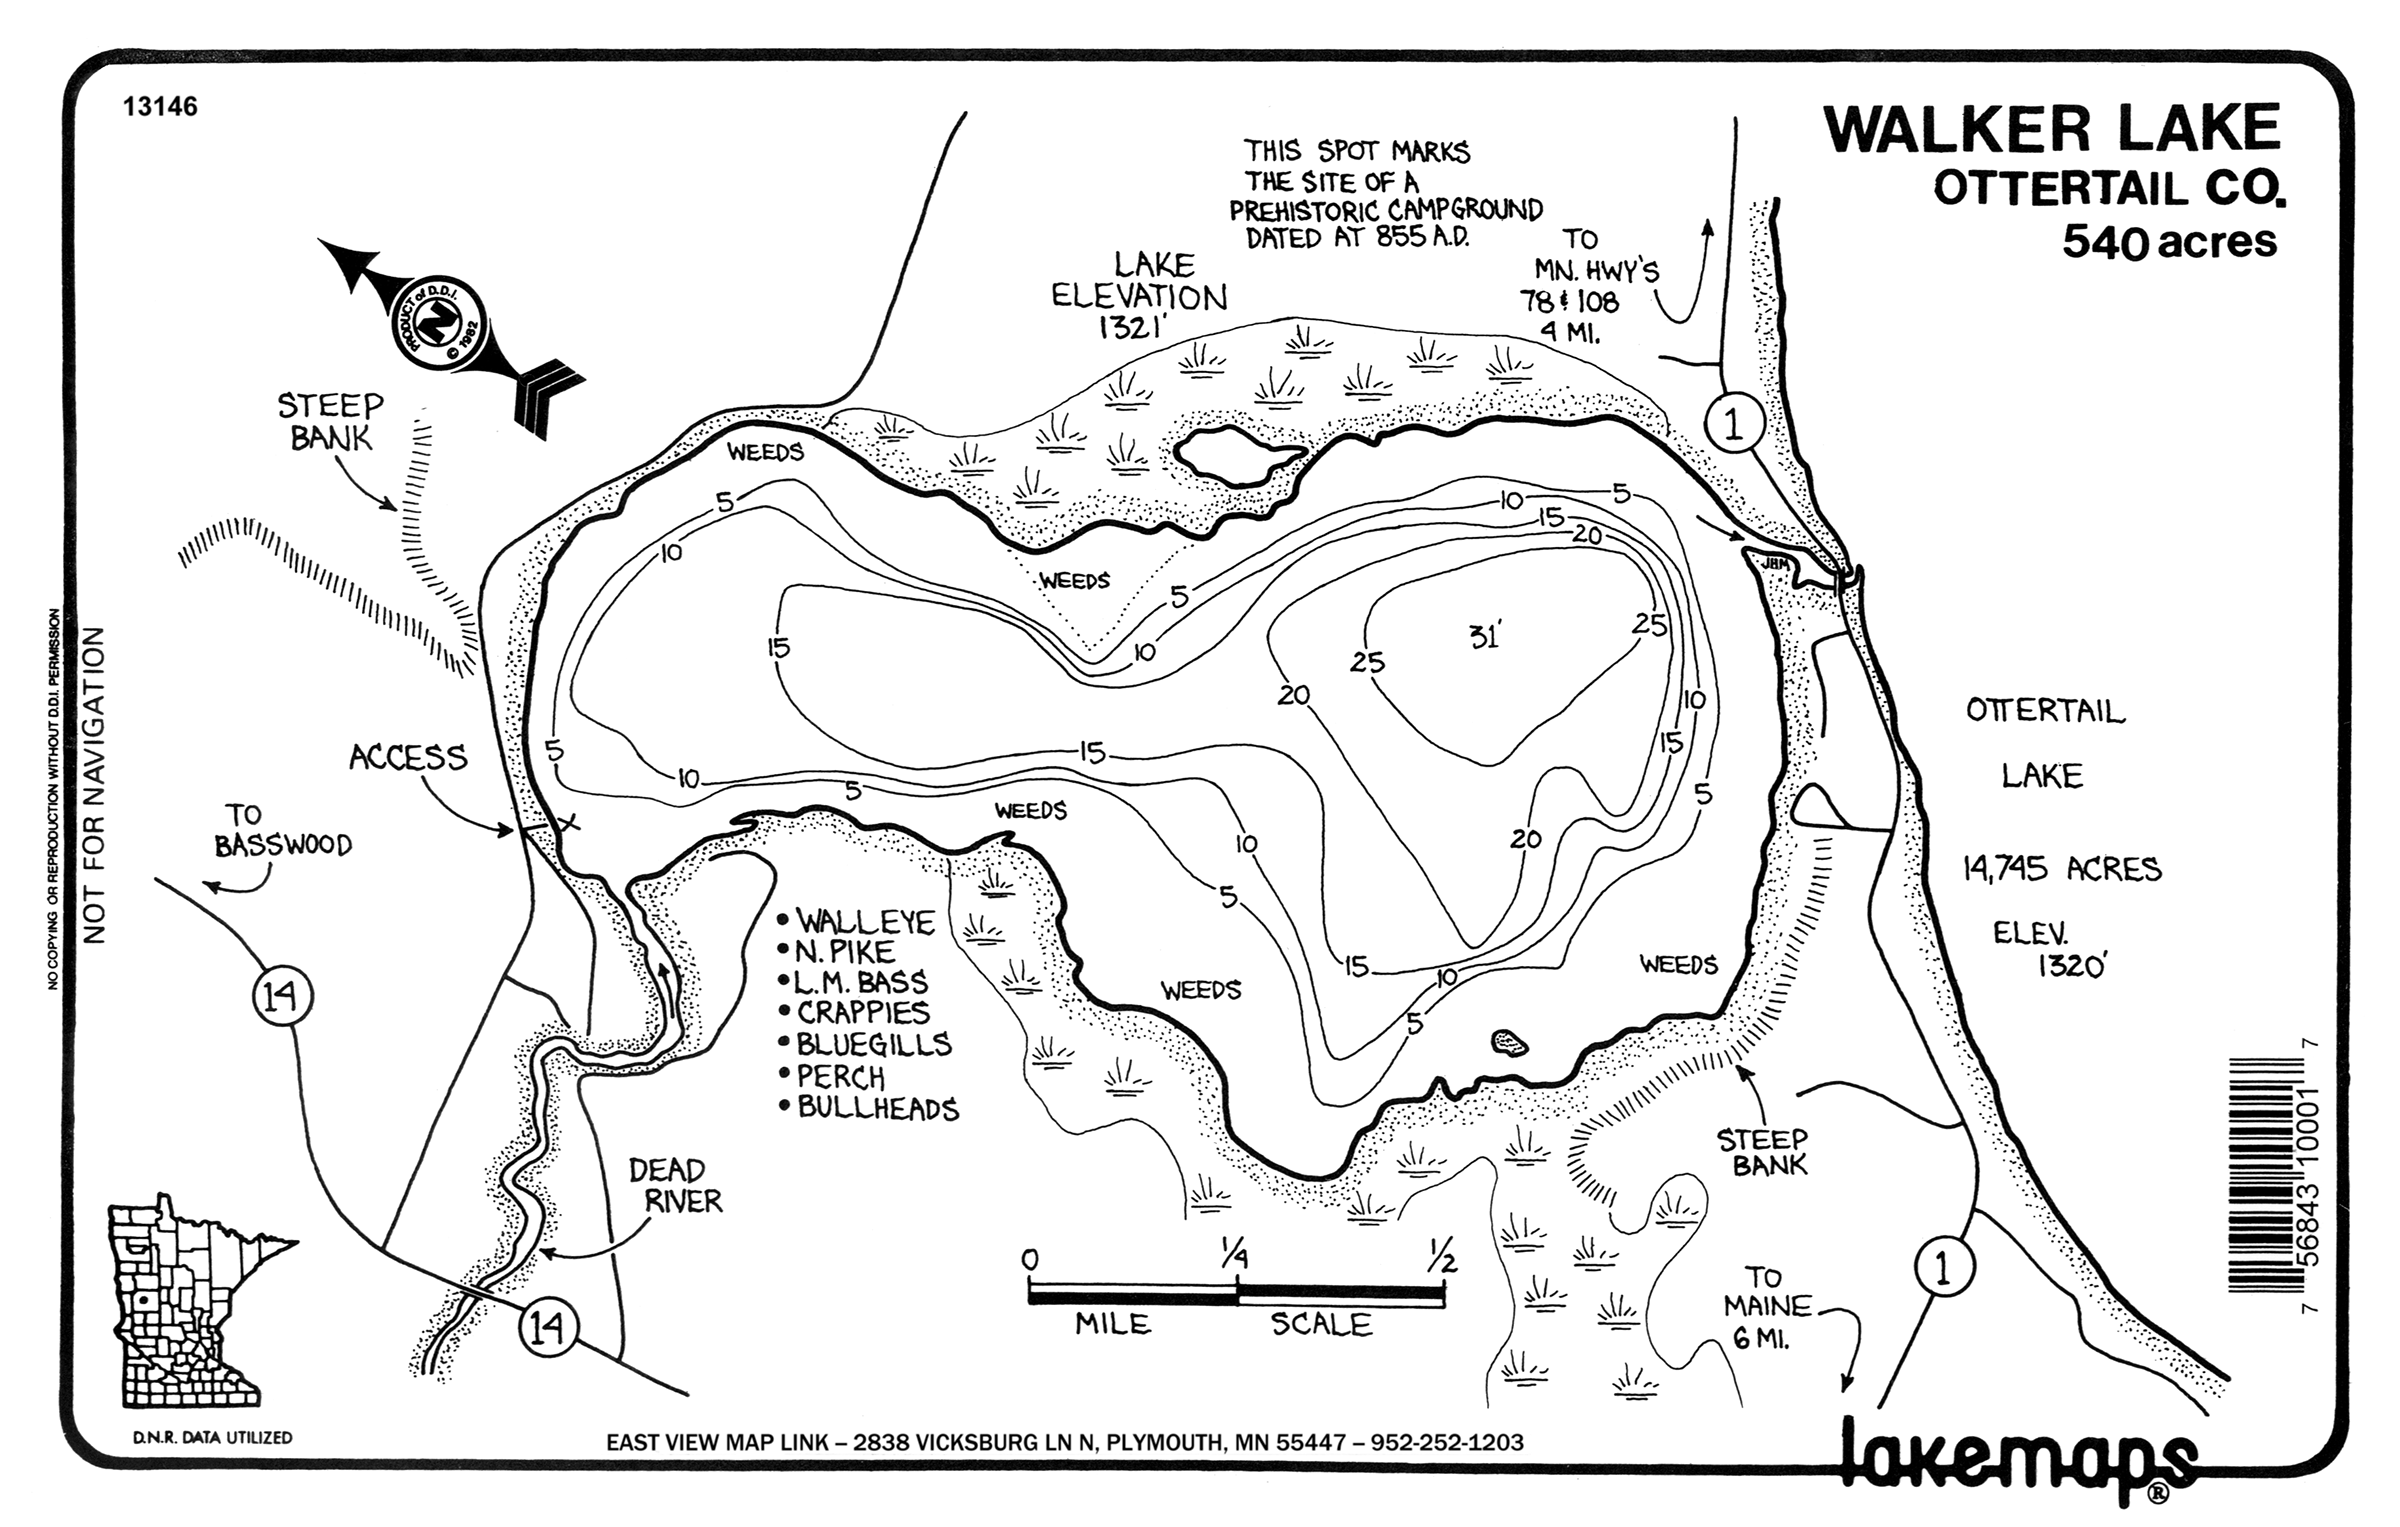 13146
WALKER LAKE
OTTERTAIL CO.
540 acres
THIS SPOT MARKS
THE SITE OF A
PREHISTORIC CAMPGROUND
DATED AT 855 A.D.
TO
MN. HWY'S
78 & 108
4 MI.
LAKE
ELEVATION
1321'
PRODUCT of D.D.I.
N
© 1982
STEEP
BANK
1
WEEDS
5
10
5
10
15
20
JHM
WEEDS
5
10
15
31'
25
25
20
10
15
5
20
OTTERTAIL
LAKE
14,745 ACRES
ELEV.
1320'
ACCESS
5
10
15
5
WEEDS
10
5
15
10
5
WEEDS
WEEDS
TO
BASSWOOD
14
• WALLEYE
• N. PIKE
• L.M. BASS
• CRAPPIES
• BLUEGILLS
• PERCH
• BULLHEADS
STEEP
BANK
DEAD
RIVER
14
0 1/4 1/2
MILE SCALE
TO
MAINE
6 MI.
1
NO COPYING OR REPRODUCTION WITHOUT D.D.I. PERMISSION
NOT FOR NAVIGATION
7 56843 10001 7
D.N.R. DATA UTILIZED
EAST VIEW MAP LINK – 2838 VICKSBURG LN N, PLYMOUTH, MN 55447 – 952-252-1203
lakemaps®